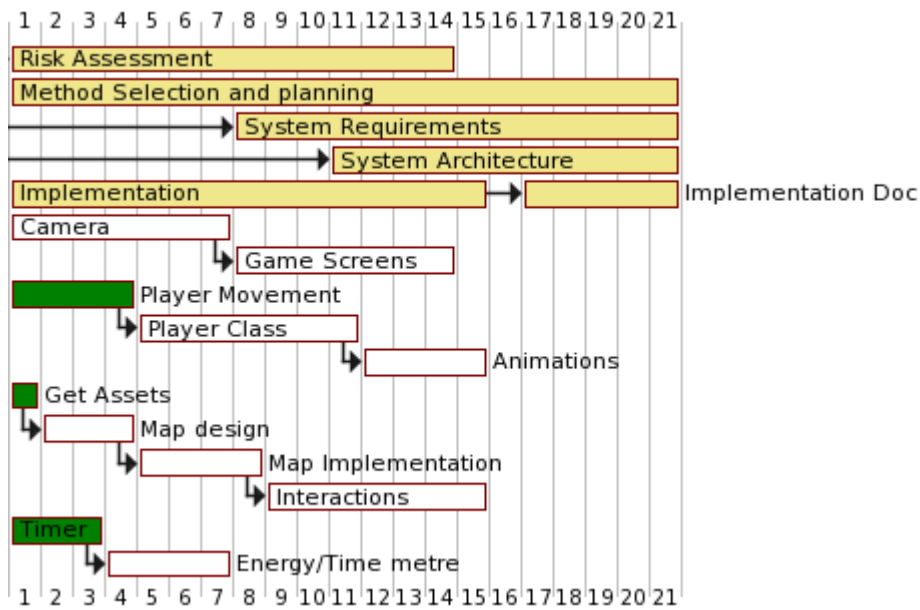 1 2 3 4 5 6 7 8 9 10 11 12 13 14 15 16 17 18 19 20 21
Risk Assessment
Method Selection and planning
System Requirements
System Architecture
Implementation Implementation Doc
Camera
Game Screens
Player Movement
Player Class
Animations
Get Assets
Map design
Map Implementation
Interactions
Timer
Energy/Time metre
1 2 3 4 5 6 7 8 9 10 11 12 13 14 15 16 17 18 19 20 21